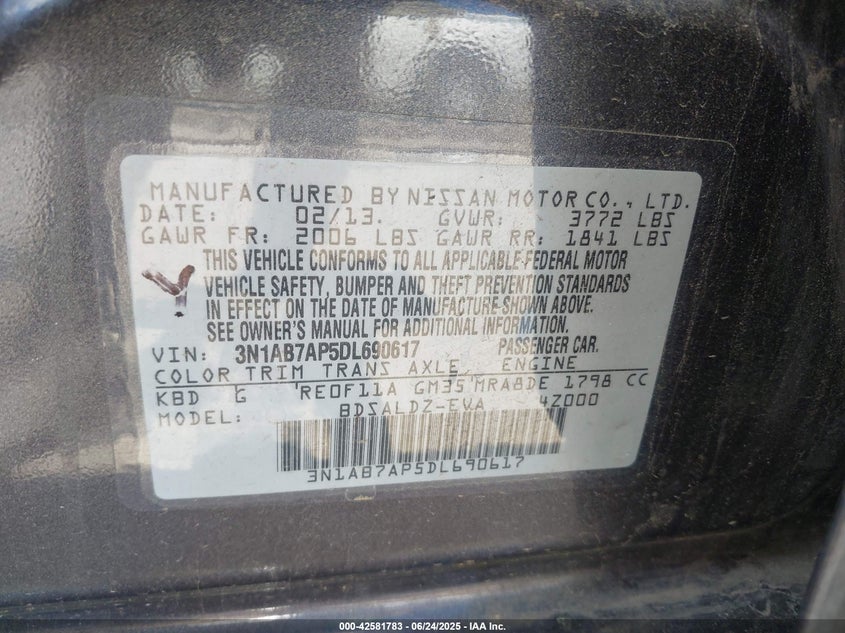 MANUFACTURED BY NISSAN MOTOR CO., LTD.
DATE: 02/13. GVWR: 3772 LBS
GAWR FR: 2006 LBS GAWR RR: 1841 LBS
THIS VEHICLE CONFORMS TO ALL APPLICABLE FEDERAL MOTOR
VEHICLE SAFETY, BUMPER AND THEFT PREVENTION STANDARDS
IN EFFECT ON THE DATE OF MANUFACTURE SHOWN ABOVE.
SEE OWNER'S MANUAL FOR ADDITIONAL INFORMATION.
VIN: 3N1AB7AP5DL690617 PASSENGER CAR.
COLOR TRIM TRANS AXLE ENGINE
KBD G RE0F11A GM35 MRA8DE 1798 CC
MODEL: BDSALDZ-EVA 4Z000
3N1AB7AP5DL690617
000-42581783 - 06/24/2025 - IAA Inc.